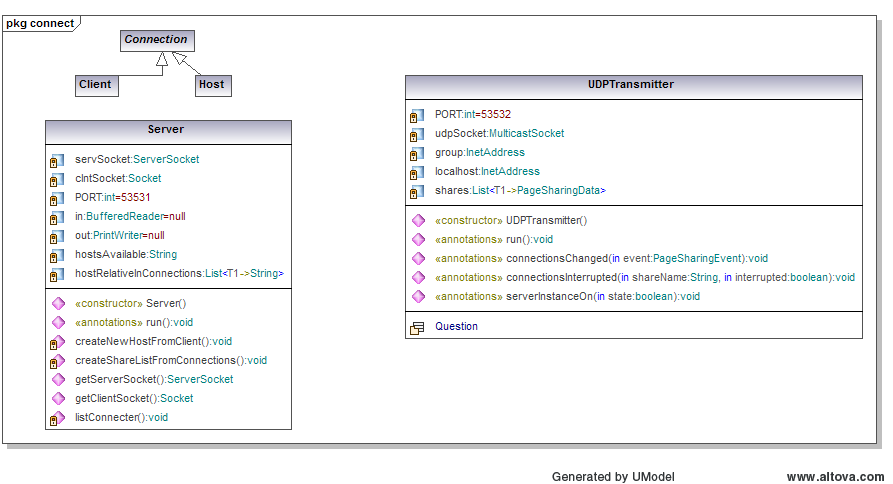 pkg connect
Connection
Client
Host
Server
servSocket:ServerSocket
clntSocket:Socket
PORT:int=53531
in:BufferedReader=null
out:PrintWriter=null
hostsAvailable:String
hostRelativeInConnections:List<T1->String>
«constructor» Server()
«annotations» run():void
createNewHostFromClient():void
createShareListFromConnections():void
getServerSocket():ServerSocket
getClientSocket():Socket
listConnecter():void
UDPTransmitter
PORT:int=53532
udpSocket:MulticastSocket
group:InetAddress
localhost:InetAddress
shares:List<T1->PageSharingData>
«constructor» UDPTransmitter()
«annotations» run():void
«annotations» connectionsChanged(in event:PageSharingEvent):void
«annotations» connectionsInterrupted(in shareName:String, in interrupted:boolean):void
«annotations» serverInstanceOn(in state:boolean):void
Question
Generated by UModel
www.altova.com